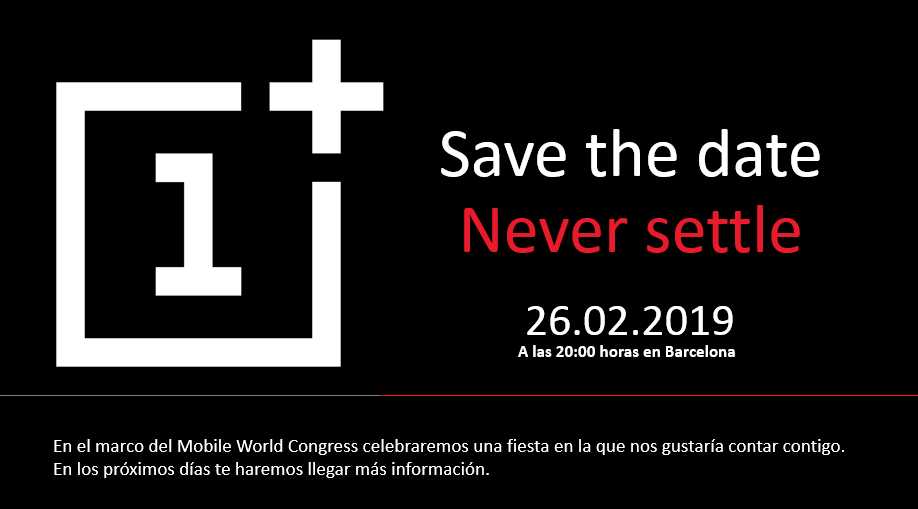 1+
Save the date
Never settle
26.02.2019
A las 20:00 horas en Barcelona
En el marco del Mobile World Congress celebraremos una fiesta en la que nos gustaría contar contigo.
En los próximos días te haremos llegar más información.